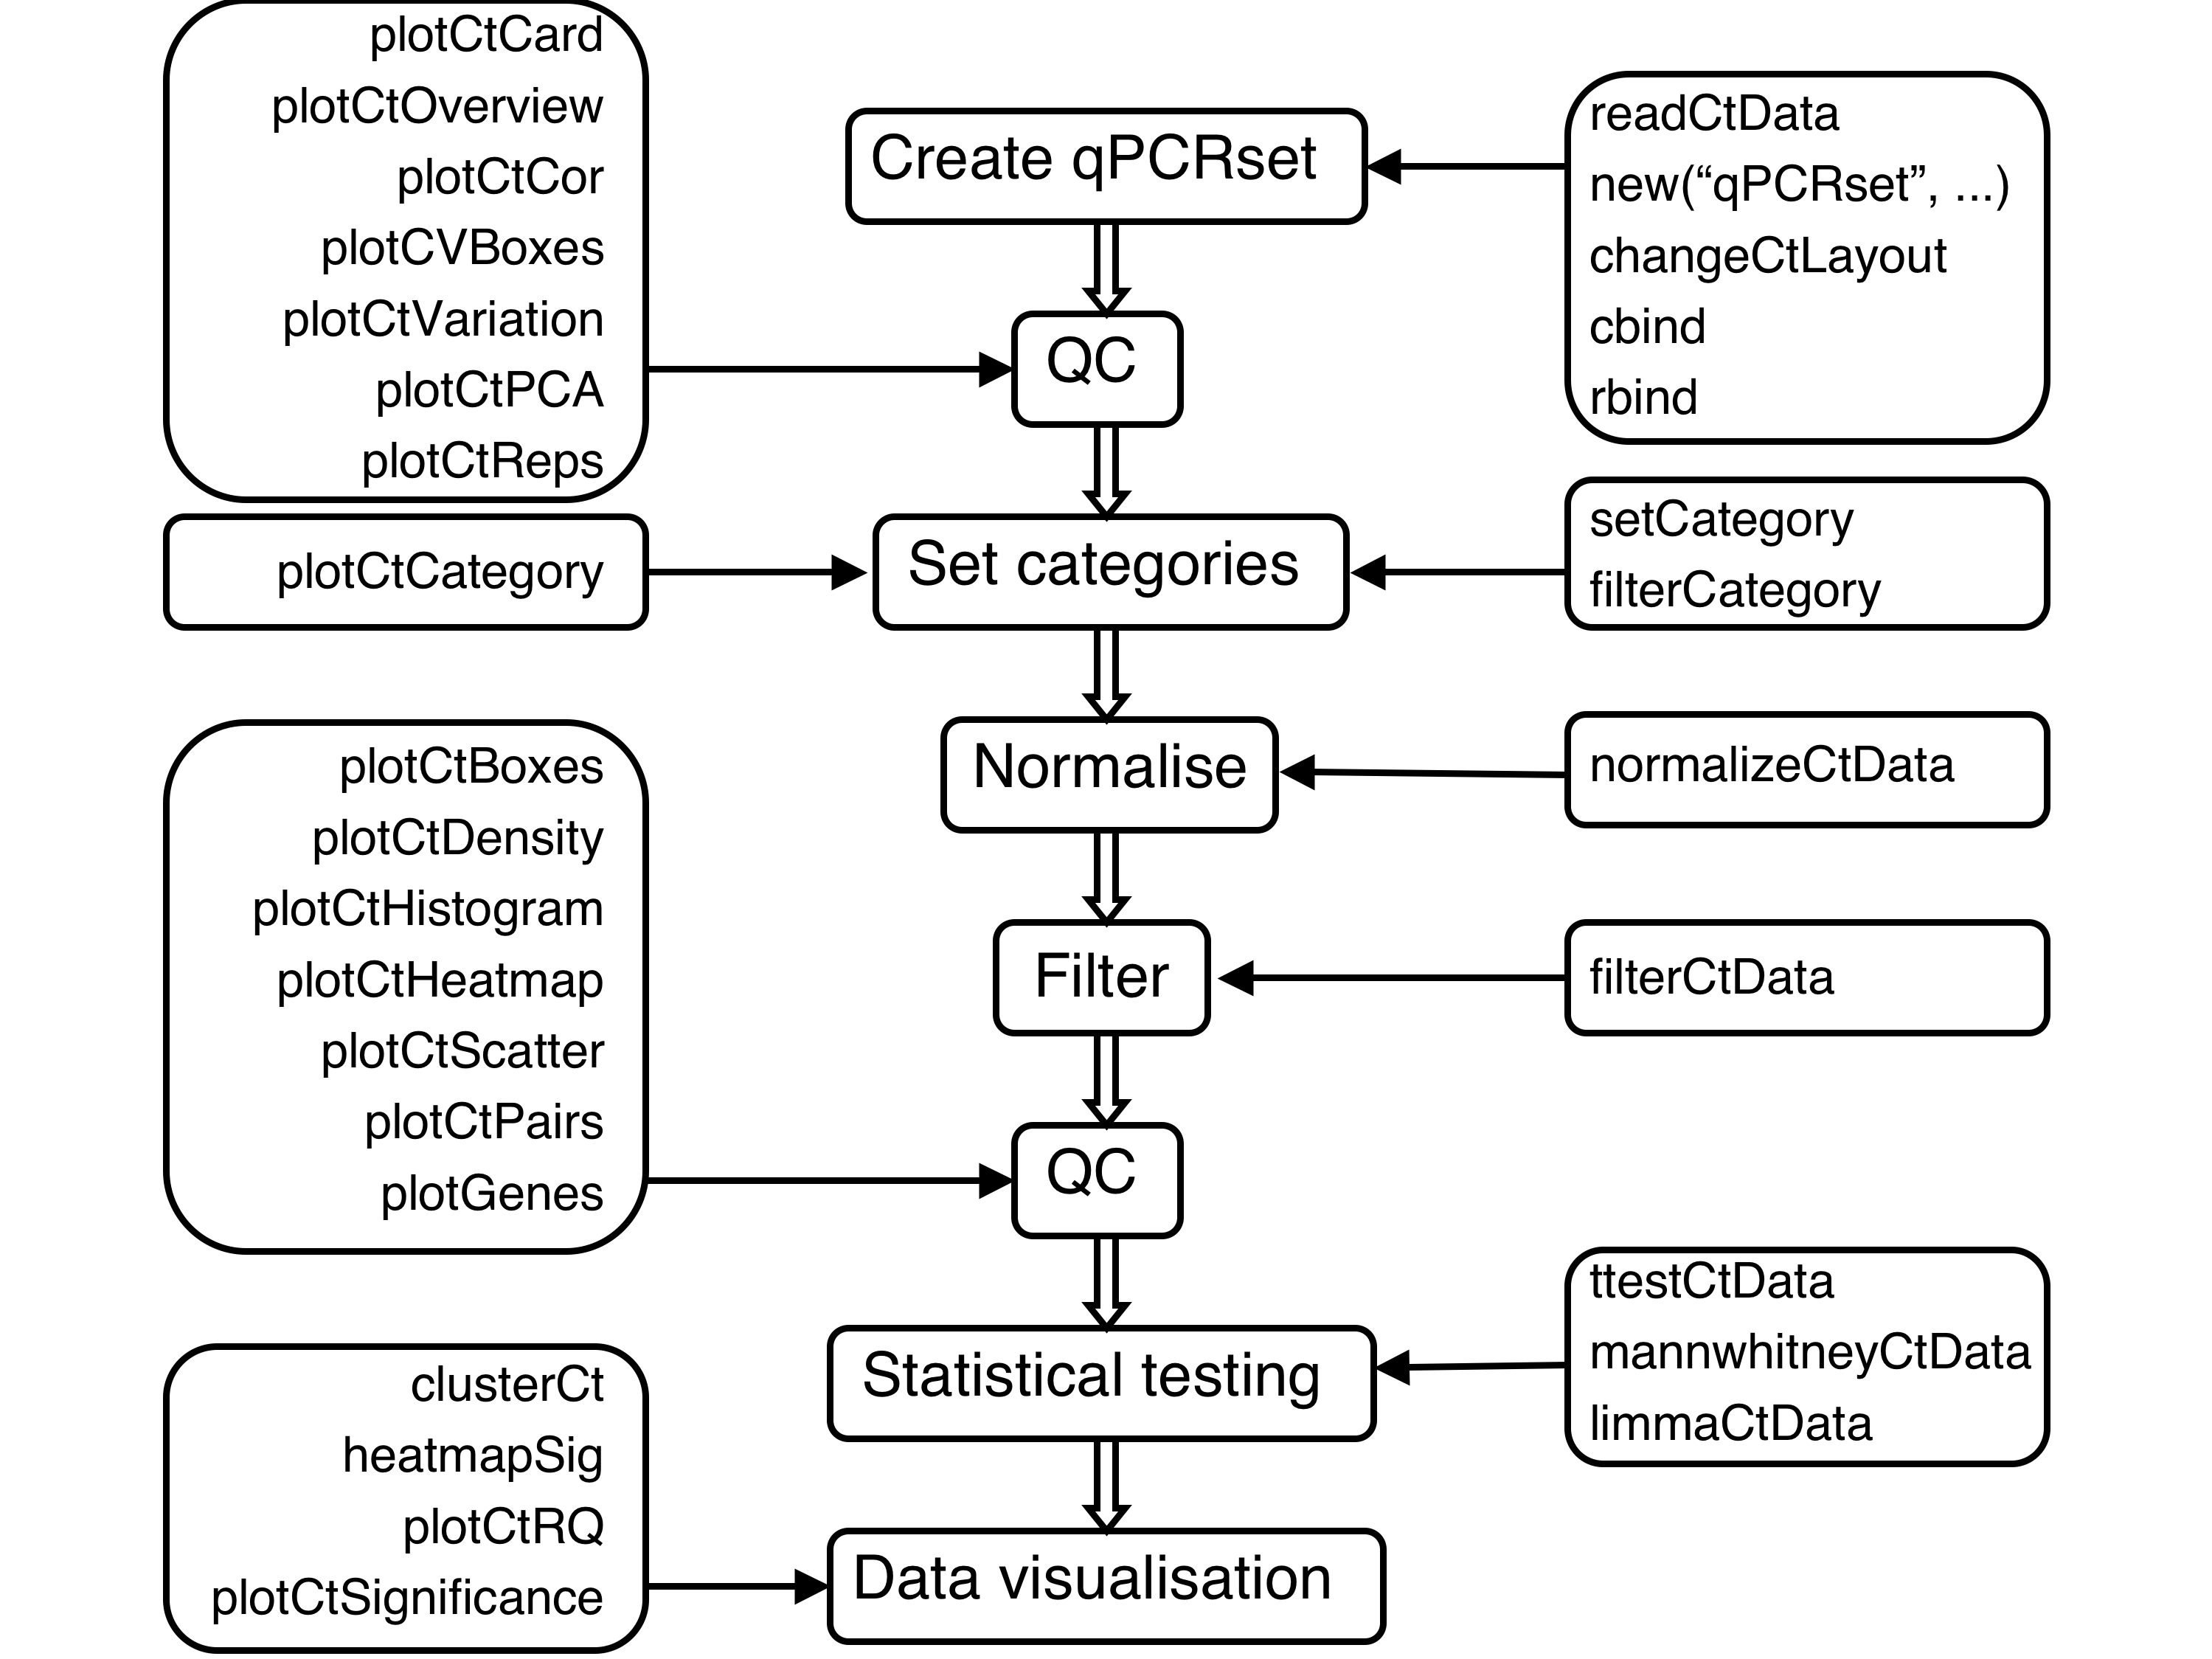 plotCtCard
plotCtOverview
plotCtCor
plotCVBoxes
plotCtVariation
plotCtPCA
plotCtReps
plotCtCategory
plotCtBoxes
plotCtDensity
plotCtHistogram
plotCtHeatmap
plotCtScatter
plotCtPairs
plotGenes
clusterCt
heatmapSig
plotCtRQ
plotCtSignificance
Create qPCRset
QC
Set categories
Normalise
Filter
QC
Statistical testing
Data visualisation
readCtData
new(“qPCRset”, ...)
changeCtLayout
cbind
rbind
setCategory
filterCategory
normalizeCtData
filterCtData
ttestCtData
mannwhitneyCtData
limmaCtData